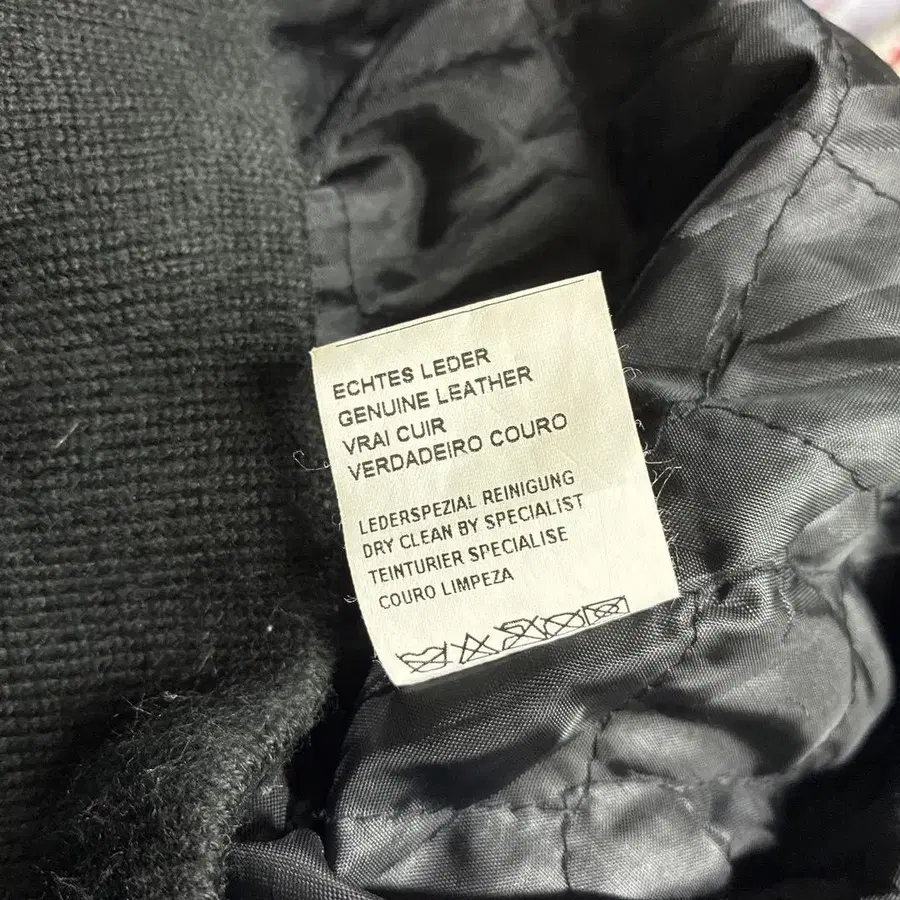 ECHTES LEDER
GENUINE LEATHER
VRAI CUIR
VERDADEIRO COURO
LEDERSPEZIAL REINIGUNG
DRY CLEAN BY SPECIALIST
TEINTURIER SPECIALISE
COURO LIMPEZA